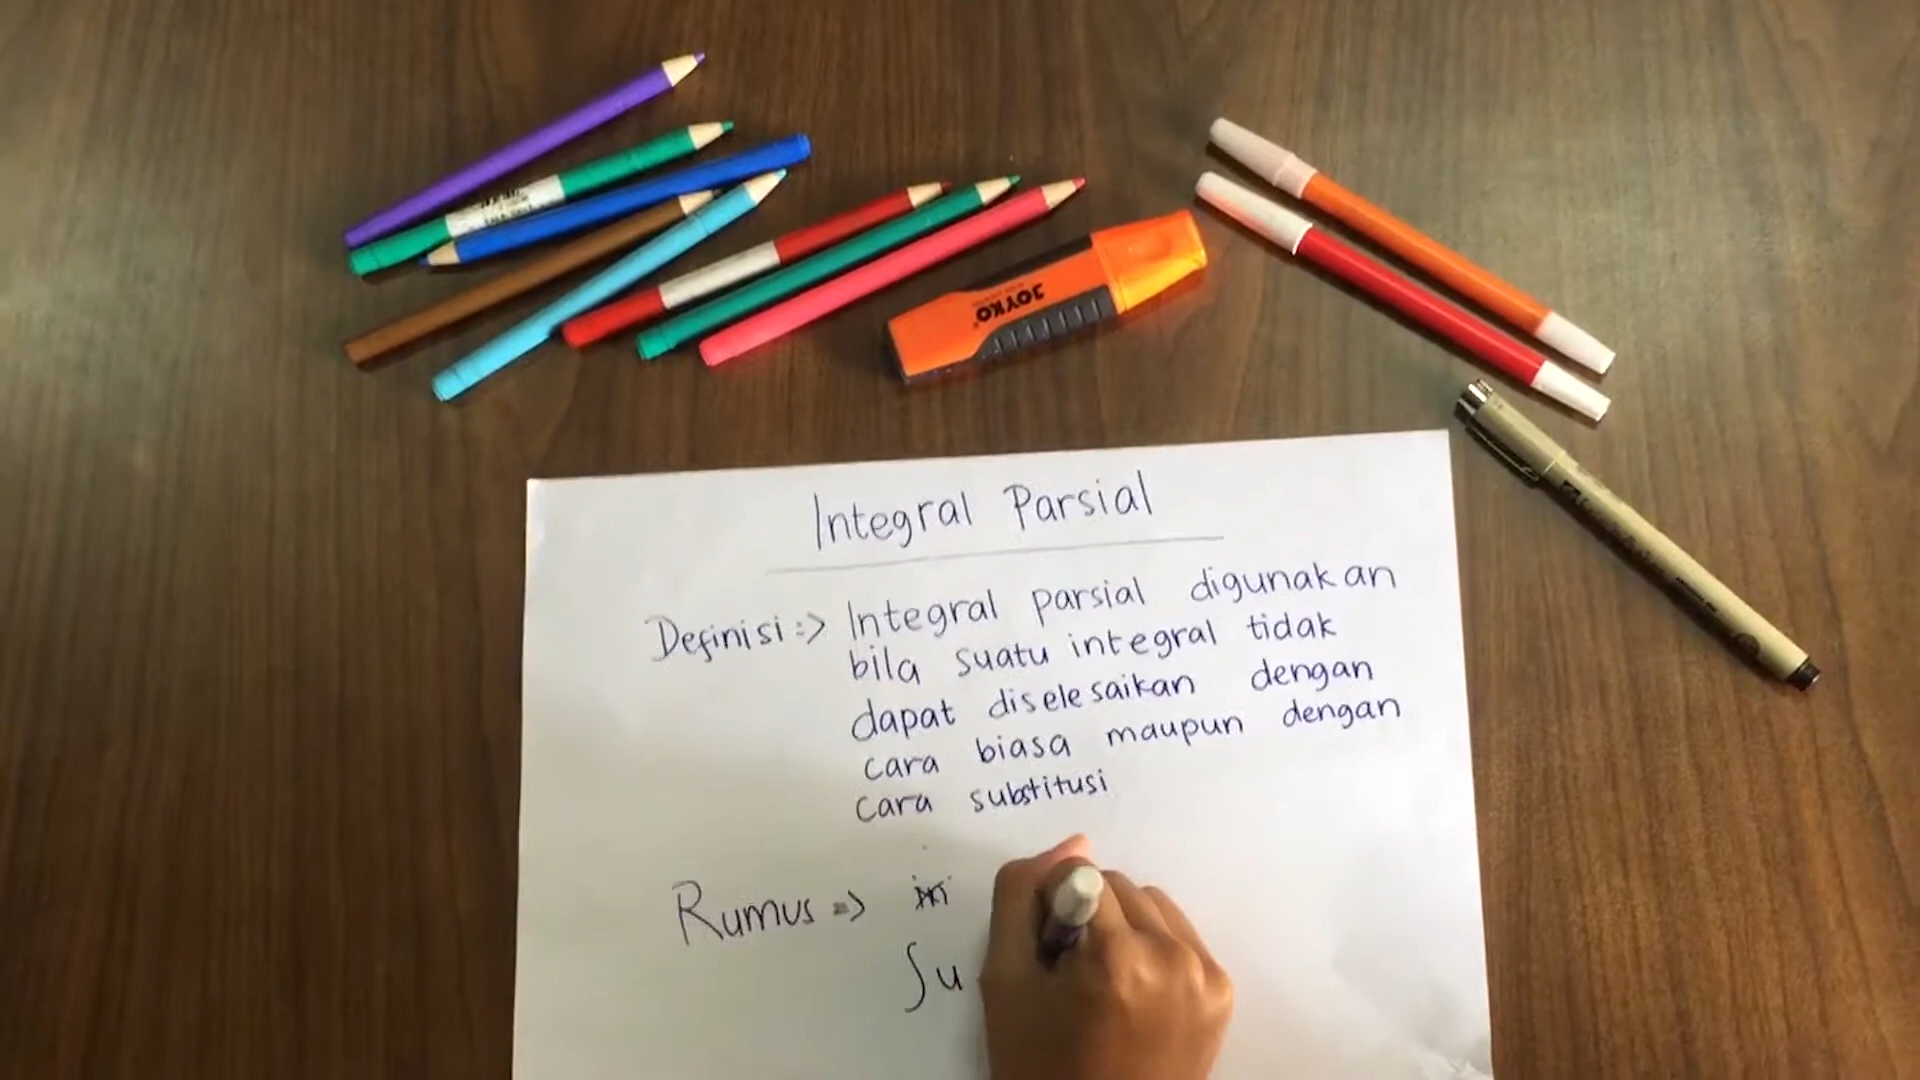 JOYKO
Integral Parsial
Definisi :> Integral parsial digunakan
bila suatu integral tidak
dapat diselesaikan dengan
cara biasa maupun dengan
cara substitusi
Rumus =>
∫u